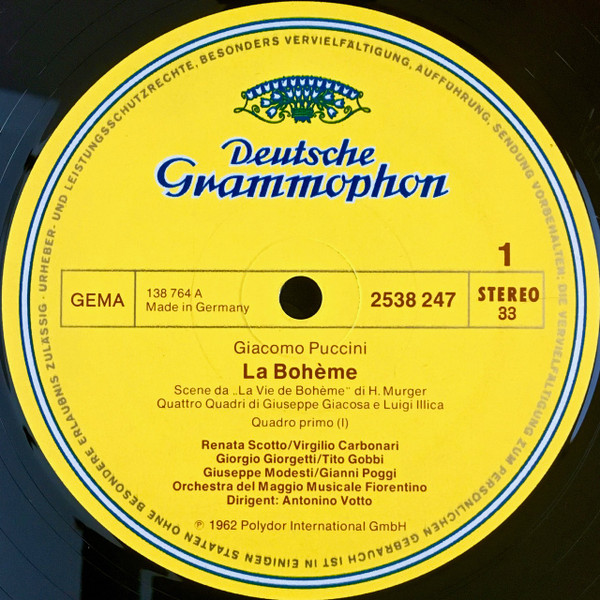 URHEBER- UND LEISTUNGSSCHUTZRECHTE, BESONDERS VERVIELFÄLTIGUNG, AUFFÜHRUNG, SENDUNG VORBEHALTEN; DIE VERVIELFÄLTIGUNG ZUM PERSÖNLICHEN GEBRAUCH IST IN EINIGEN STAATEN OHNE BESONDERE ERLAUBNIS ZULÄSSIG ·
Deutsche
Grammophon
1
GEMA
138 764 A
Made in Germany
2538 247
STEREO
33
Giacomo Puccini
La Bohème
Scene da „La Vie de Bohème" di H. Murger
Quattro Quadri di Giuseppe Giacosa e Luigi Illica
Quadro primo (I)
Renata Scotto/Virgilio Carbonari
Giorgio Giorgetti/Tito Gobbi
Giuseppe Modesti/Gianni Poggi
Orchestra del Maggio Musicale Fiorentino
Dirigent: Antonino Votto
℗ 1962 Polydor International GmbH